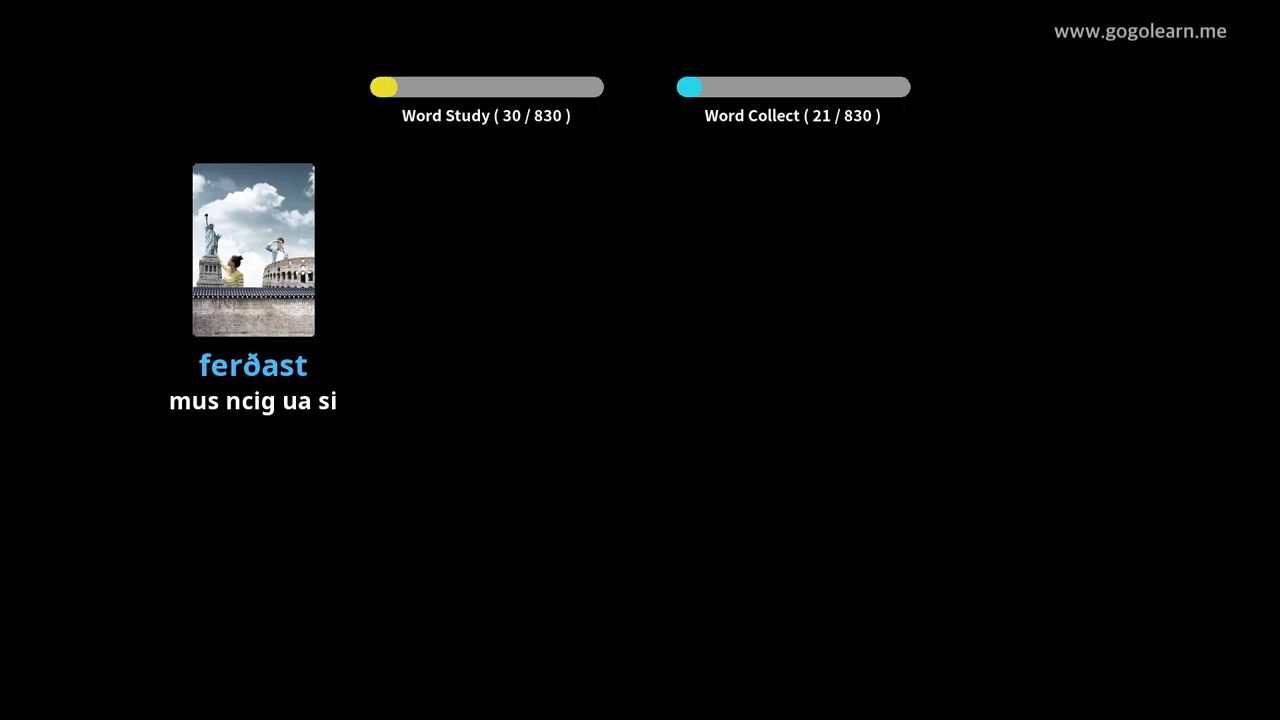 www.gogolearn.me
Word Study ( 30 / 830 )
Word Collect ( 21 / 830 )
ferðast
mus ncig ua si